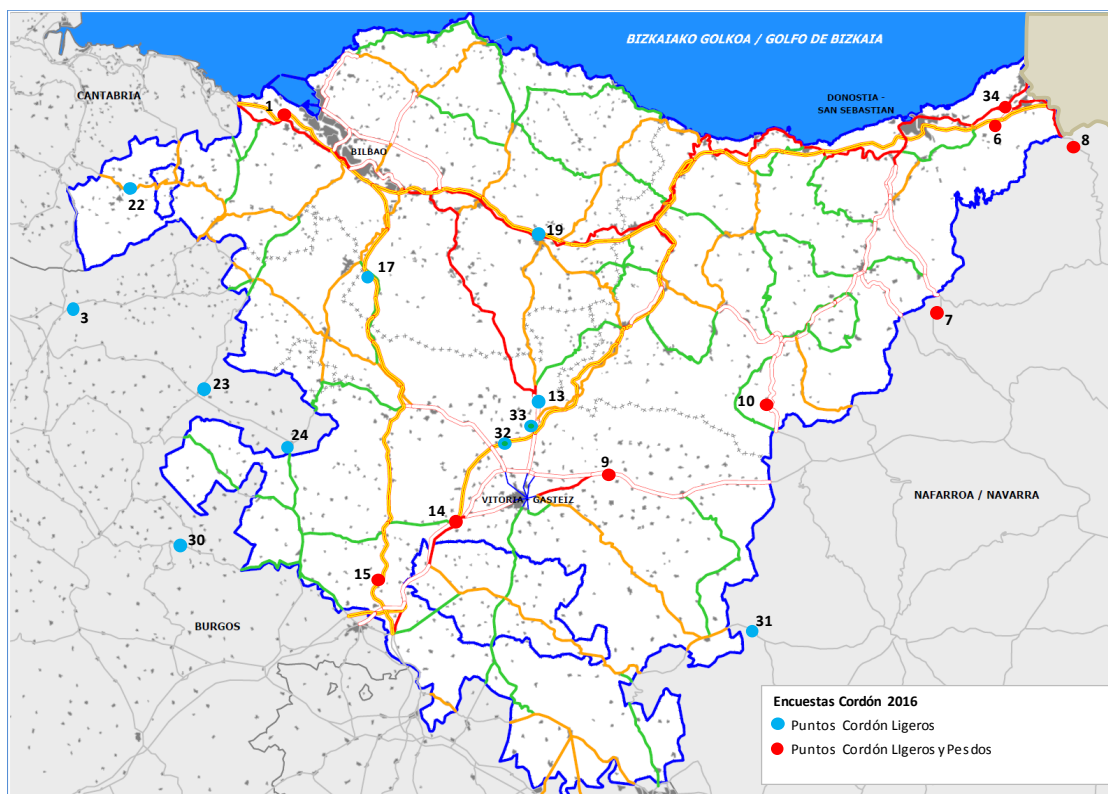 BIZKAIAKO GOLKOA / GOLFO DE BIZKAIA
CANTABRIA
DONOSTIA -
SAN SEBASTIAN
34
1
6
8
BILBAO
22
19
17
3
7
23
13
10
33
32
24
9
VITORIA GASTEIZ
NAFARROA / NAVARRA
14
30
15
BURGOS
31
Encuestas Cordón 2016
Puntos Cordón Ligeros
Puntos Cordón LIgeros y Pesdos